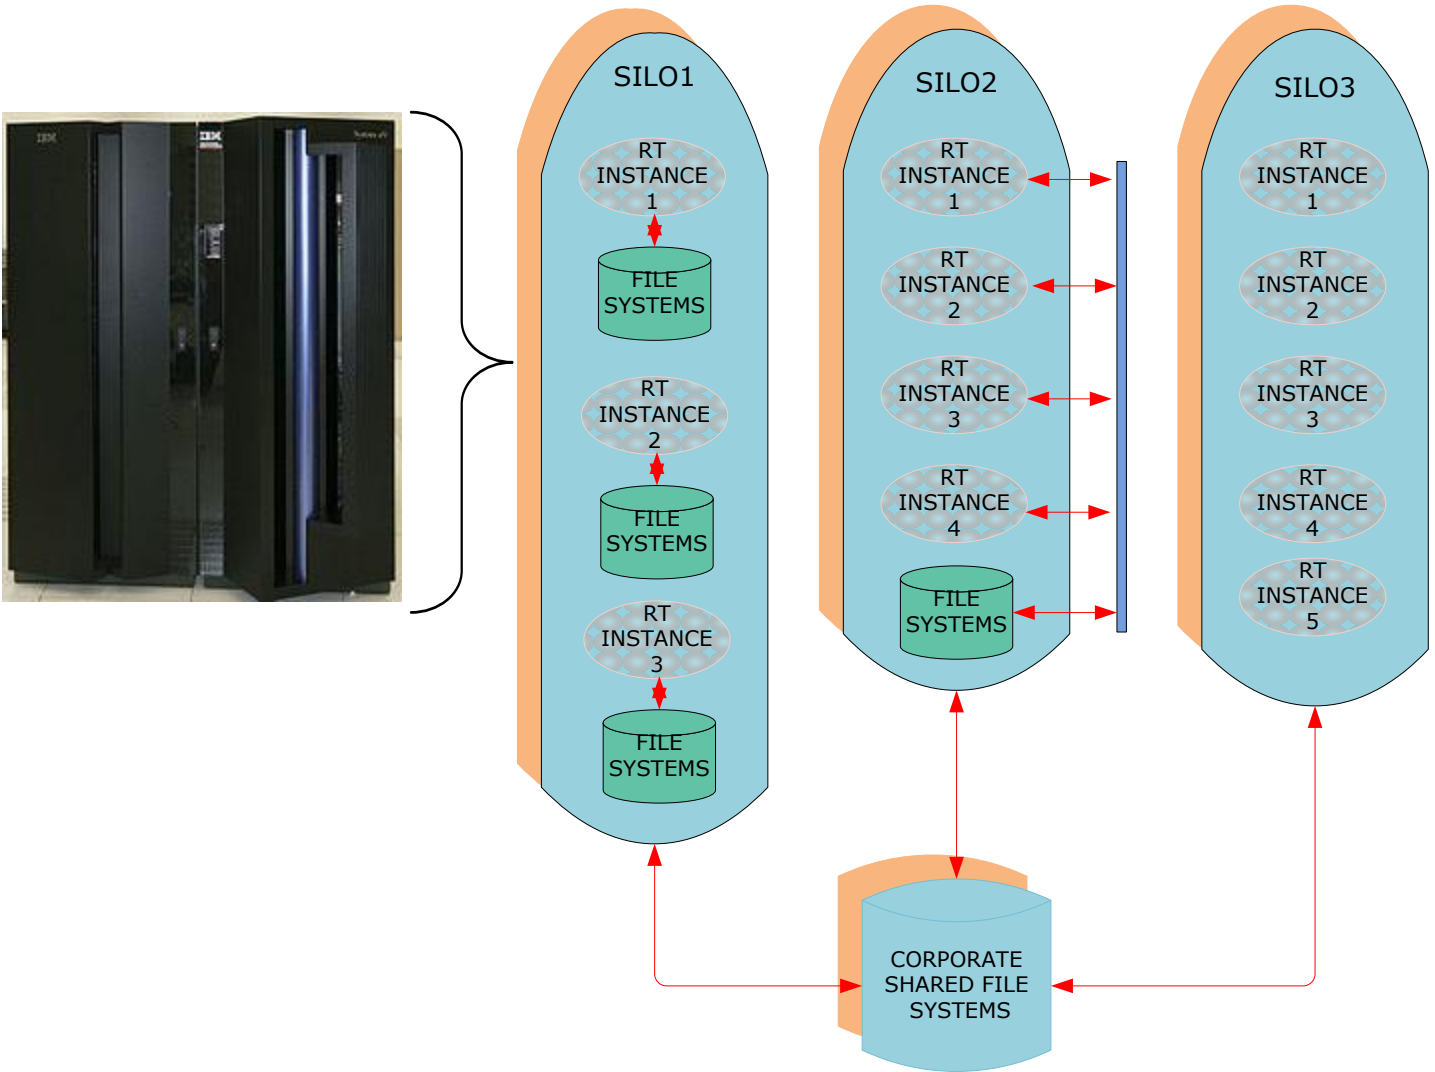 IBM
IBM
SILO1
RT
INSTANCE
1
FILE
SYSTEMS
RT
INSTANCE
2
FILE
SYSTEMS
RT
INSTANCE
3
FILE
SYSTEMS
SILO2
RT
INSTANCE
1
RT
INSTANCE
2
RT
INSTANCE
3
RT
INSTANCE
4
FILE
SYSTEMS
SILO3
RT
INSTANCE
1
RT
INSTANCE
2
RT
INSTANCE
3
RT
INSTANCE
4
RT
INSTANCE
5
CORPORATE
SHARED FILE
SYSTEMS